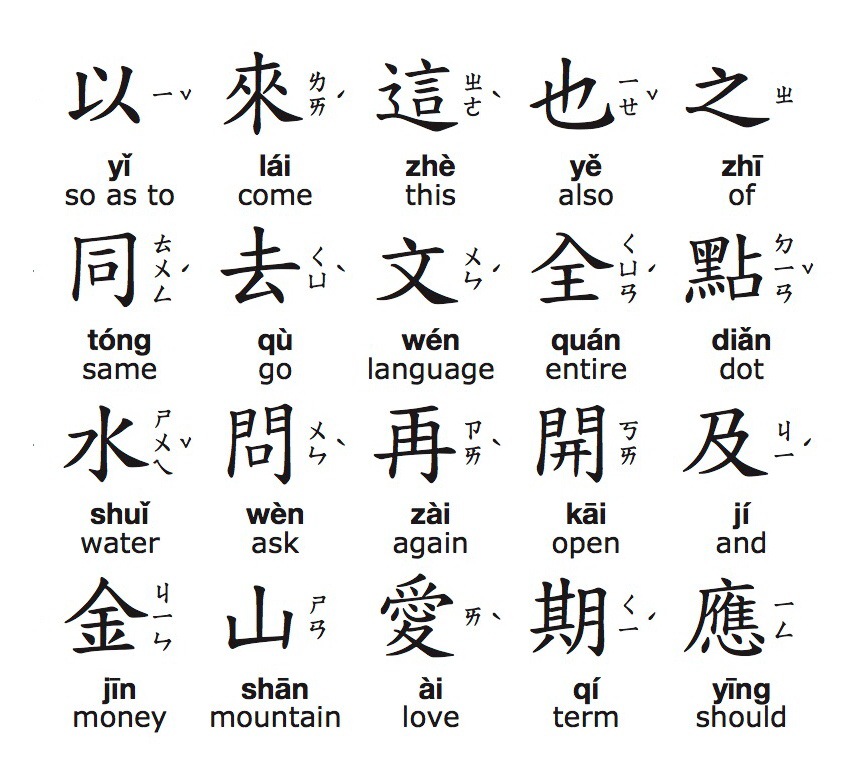 以 ㄧˇ 來 ㄌㄞˊ 這 ㄓㄜˋ 也 ㄧㄝˇ 之 ㄓ
yǐ lái zhè yě zhī
so as to come this also of
同 ㄊㄨㄥˊ 去 ㄑㄩˋ 文 ㄨㄣˊ 全 ㄑㄩㄢˊ 點 ㄉㄧㄢˇ
tóng qù wén quán diǎn
same go language entire dot
水 ㄕㄨㄟˇ 問 ㄨㄣˋ 再 ㄗㄞˋ 開 ㄎㄞ 及 ㄐㄧˊ
shuǐ wèn zài kāi jí
water ask again open and
金 ㄐㄧㄣ 山 ㄕㄢ 愛 ㄞˋ 期 ㄑㄧˊ 應 ㄧㄥ
jīn shān ài qí yīng
money mountain love term should